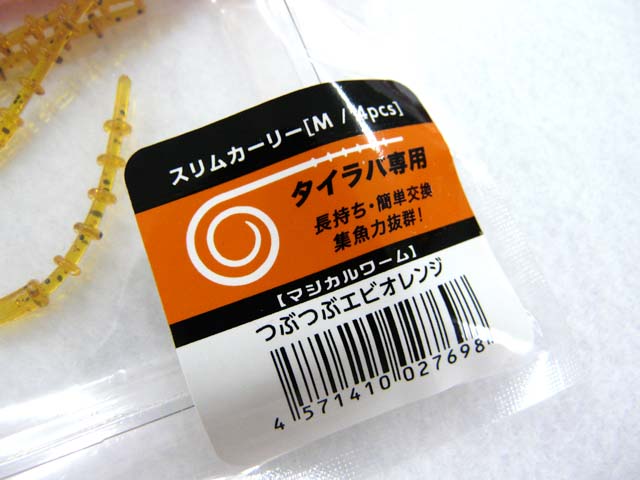 スリムカーリー[M / 4pcs]
タイラバ専用
長持ち・簡単交換
集魚力抜群!
【マジカルワーム】
つぶつぶエビオレンジ
4 571410 027698